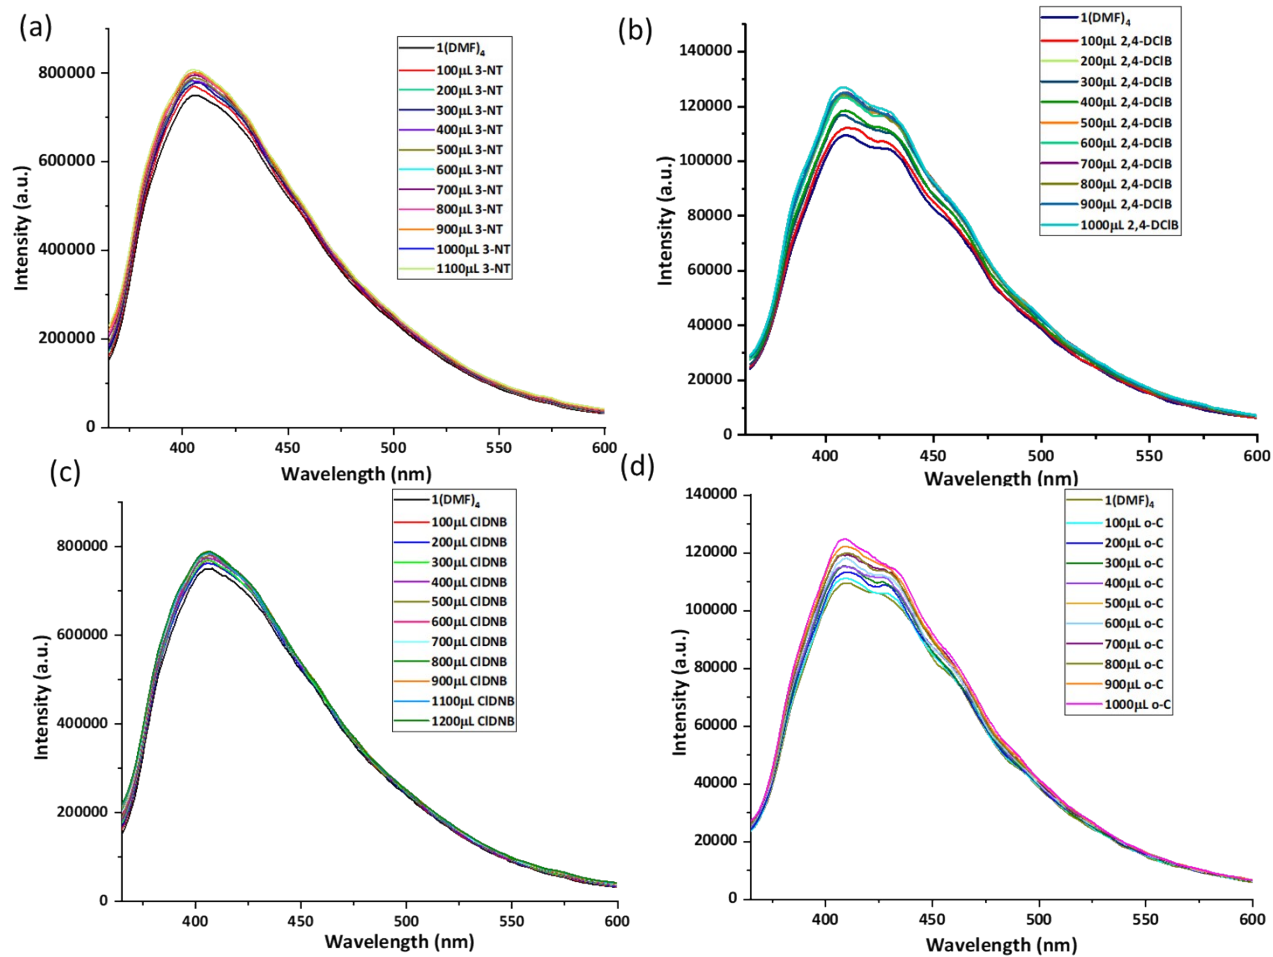 (a)
1(DMF)4
100μL 3-NT
200μL 3-NT
300μL 3-NT
400μL 3-NT
500μL 3-NT
600μL 3-NT
700μL 3-NT
800μL 3-NT
900μL 3-NT
1000μL 3-NT
1100μL 3-NT
800000
600000
400000
200000
0
Intensity (a.u.)
400
450
500
550
600
Wavelength (nm)
(b)
1(DMF)4
100μL 2,4-DClB
200μL 2,4-DClB
300μL 2,4-DClB
400μL 2,4-DClB
500μL 2,4-DClB
600μL 2,4-DClB
700μL 2,4-DClB
800μL 2,4-DClB
900μL 2,4-DClB
1000μL 2,4-DClB
140000
120000
100000
80000
60000
40000
20000
0
Intensity (a.u.)
400
450
500
550
600
Wavelength (nm)
(c)
1(DMF)4
100μL ClDNB
200μL ClDNB
300μL ClDNB
400μL ClDNB
500μL ClDNB
600μL ClDNB
700μL ClDNB
800μL ClDNB
900μL ClDNB
1100μL ClDNB
1200μL ClDNB
800000
600000
400000
200000
0
Intensity (a.u.)
400
450
500
550
600
Wavelength (nm)
(d)
1(DMF)4
100μL o-C
200μL o-C
300μL o-C
400μL o-C
500μL o-C
600μL o-C
700μL o-C
800μL o-C
900μL o-C
1000μL o-C
140000
120000
100000
80000
60000
40000
20000
0
Intensity (a.u.)
400
450
500
550
600
Wavelength (nm)